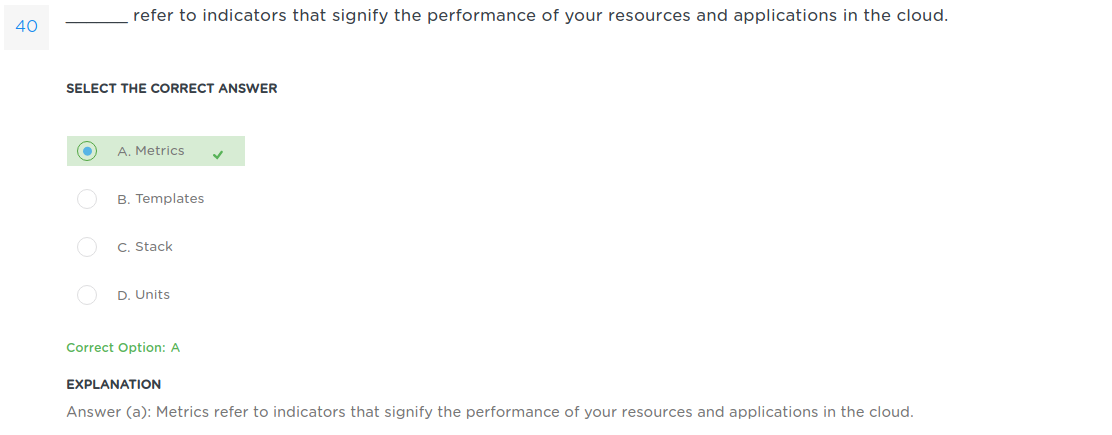 40
________ refer to indicators that signify the performance of your resources and applications in the cloud.
SELECT THE CORRECT ANSWER
A. Metrics
B. Templates
C. Stack
D. Units
Correct Option: A
EXPLANATION
Answer (a): Metrics refer to indicators that signify the performance of your resources and applications in the cloud.